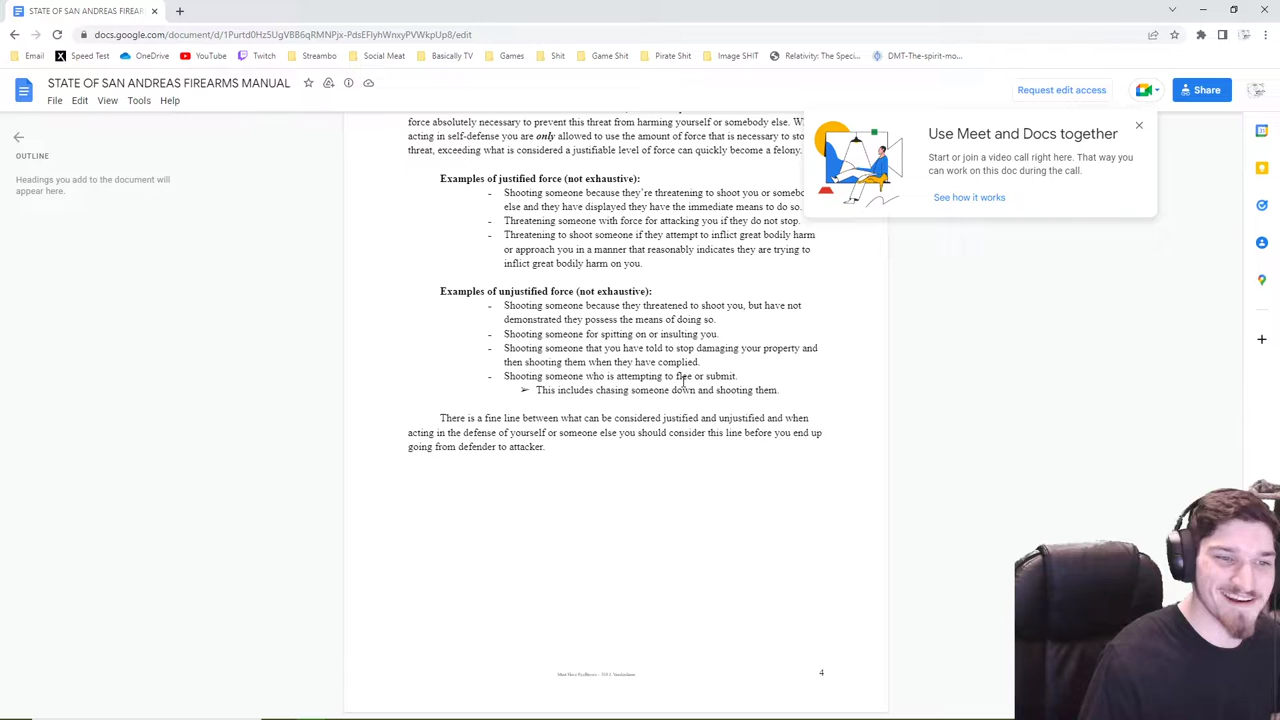 STATE OF SAN ANDREAS FIREAR
docs.google.com/document/d/1Purtd0Hz5UgVBB6qRMNPjx-PdsEFlyhWnxyPVWkpUp8/edit
Email
Speed Test
OneDrive
YouTube
Twitch
Streambo
Social Meat
Basically TV
Games
Shit
Game Shit
Pirate Shit
Image SHIT
Relativity: The Speci...
DMT-The-spirit-mo...
STATE OF SAN ANDREAS FIREARMS MANUAL
File Edit View Tools Help
Request edit access
Share
OUTLINE
Headings you add to the document will
appear here.
Use Meet and Docs together
Start or join a video call right here. That way you
can work on this doc during the call.
See how it works
force absolutely necessary to prevent this threat from harming yourself or somebody else. W
acting in self-defense you are only allowed to use the amount of force that is necessary to sto
threat, exceeding what is considered a justifiable level of force can quickly become a felony.
Examples of justified force (not exhaustive):
- Shooting someone because they're threatening to shoot you or somebo
else and they have displayed they have the immediate means to do so.
- Threatening someone with force for attacking you if they do not stop.
- Threatening to shoot someone if they attempt to inflict great bodily harm
or approach you in a manner that reasonably indicates they are trying to
inflict great bodily harm on you.
Examples of unjustified force (not exhaustive):
- Shooting someone because they threatened to shoot you, but have not
demonstrated they possess the means of doing so.
- Shooting someone for spitting on or insulting you.
- Shooting someone that you have told to stop damaging your property and
then shooting them when they have complied.
- Shooting someone who is attempting to flee or submit.
➢ This includes chasing someone down and shooting them.
There is a fine line between what can be considered justified and unjustified and when
acting in the defense of yourself or someone else you should consider this line before you end up
going from defender to attacker.
4